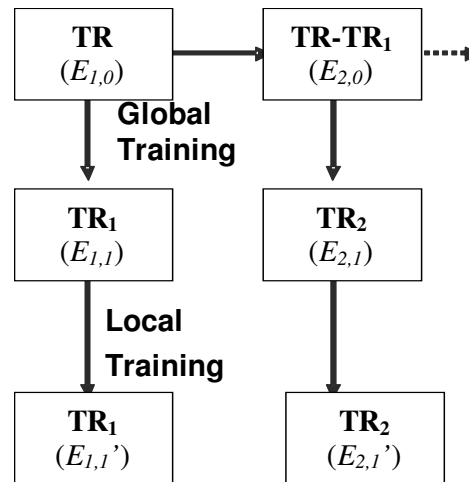 TR
(E1,0)
TR-TR1
(E2,0)
Global
Training
TR1
(E1,1)
TR2
(E2,1)
Local
Training
TR1
(E1,1’)
TR2
(E2,1’)